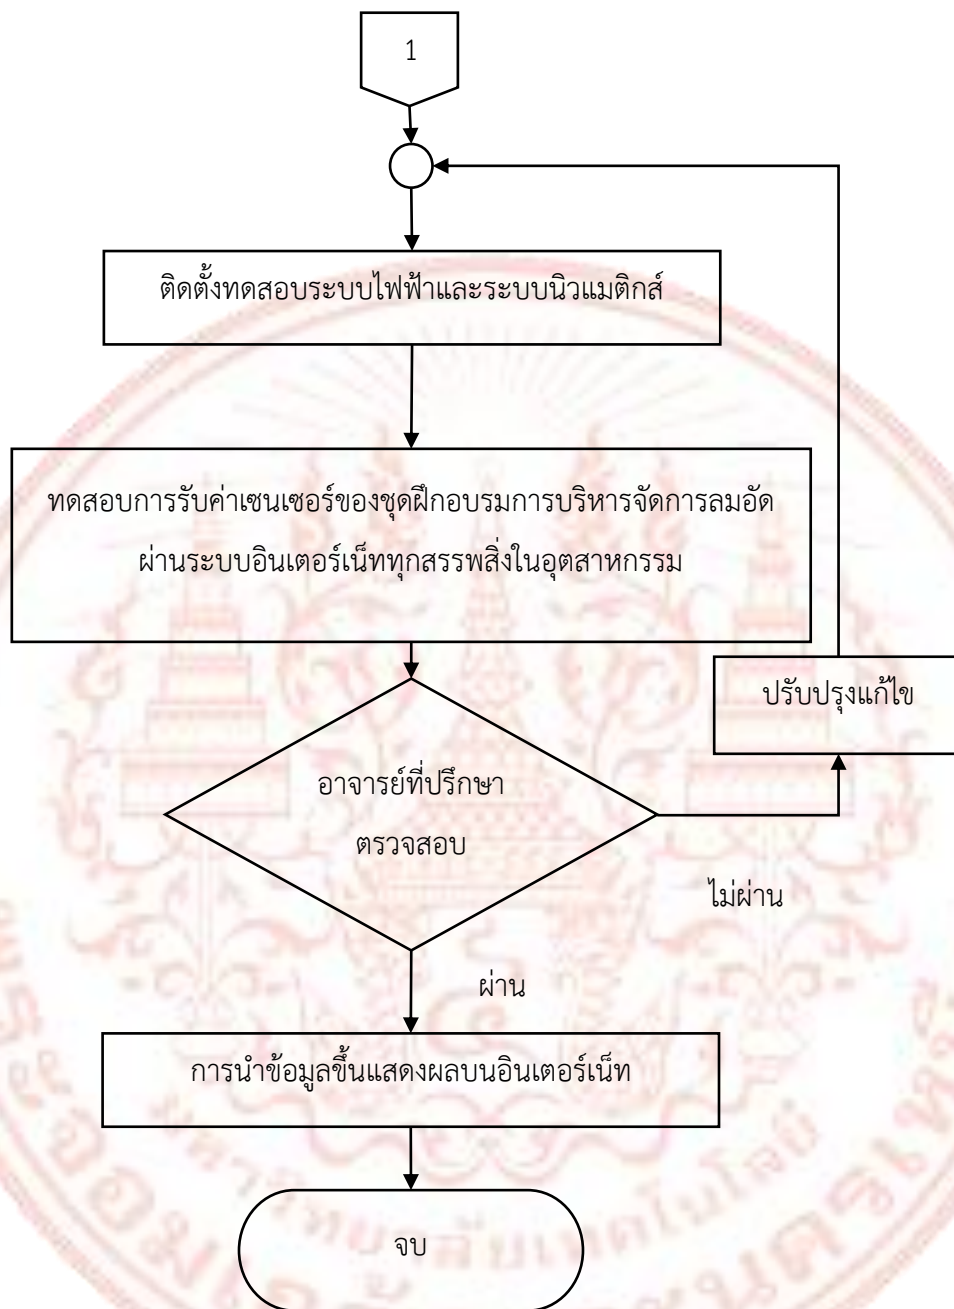 1
ติดตั้งทดสอบระบบไฟฟ้าและระบบนิวแมติกส์
ทดสอบการรับค่าเซนเซอร์ของชุดฝึกอบรมการบริหารจัดการลมอัด
ผ่านระบบอินเตอร์เน็ททุกสรรพสิ่งในอุตสาหกรรม
ปรับปรุงแก้ไข
อาจารย์ที่ปรึกษา
ตรวจสอบ
ไม่ผ่าน
ผ่าน
การนำข้อมูลขึ้นแสดงผลบนอินเตอร์เน็ท
จบ